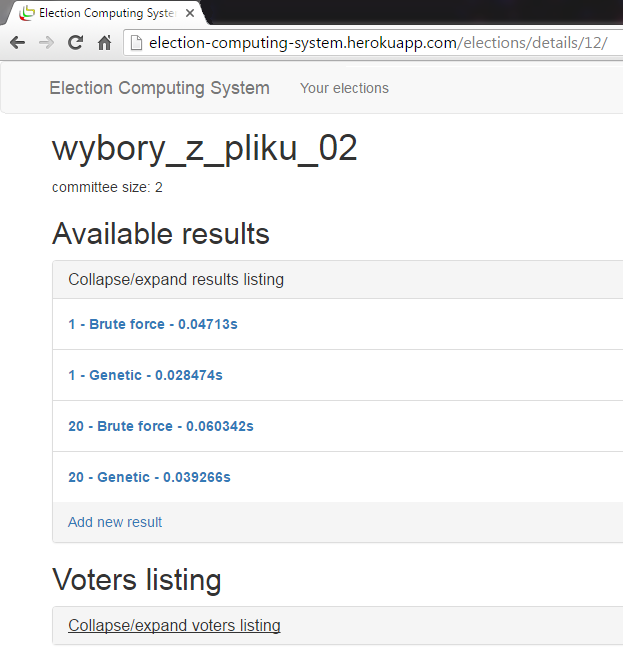 Election Computing Syste
election-computing-system.herokuapp.com/elections/details/12/
Election Computing System Your elections
wybory_z_pliku_02
committee size: 2
Available results
Collapse/expand results listing
1 - Brute force - 0.04713s
1 - Genetic - 0.028474s
20 - Brute force - 0.060342s
20 - Genetic - 0.039266s
Add new result
Voters listing
Collapse/expand voters listing